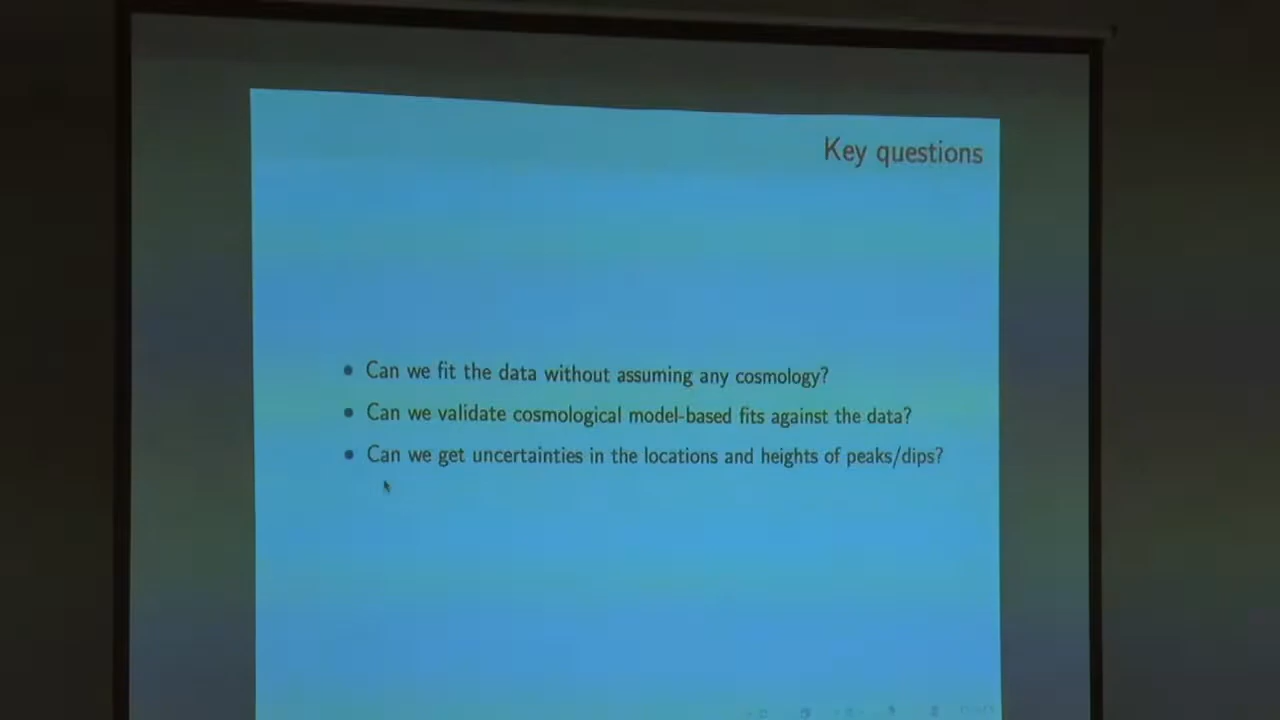 Key questions
Can we fit the data without assuming any cosmology?
Can we validate cosmological model-based fits against the data?
Can we get uncertainties in the locations and heights of peaks/dips?